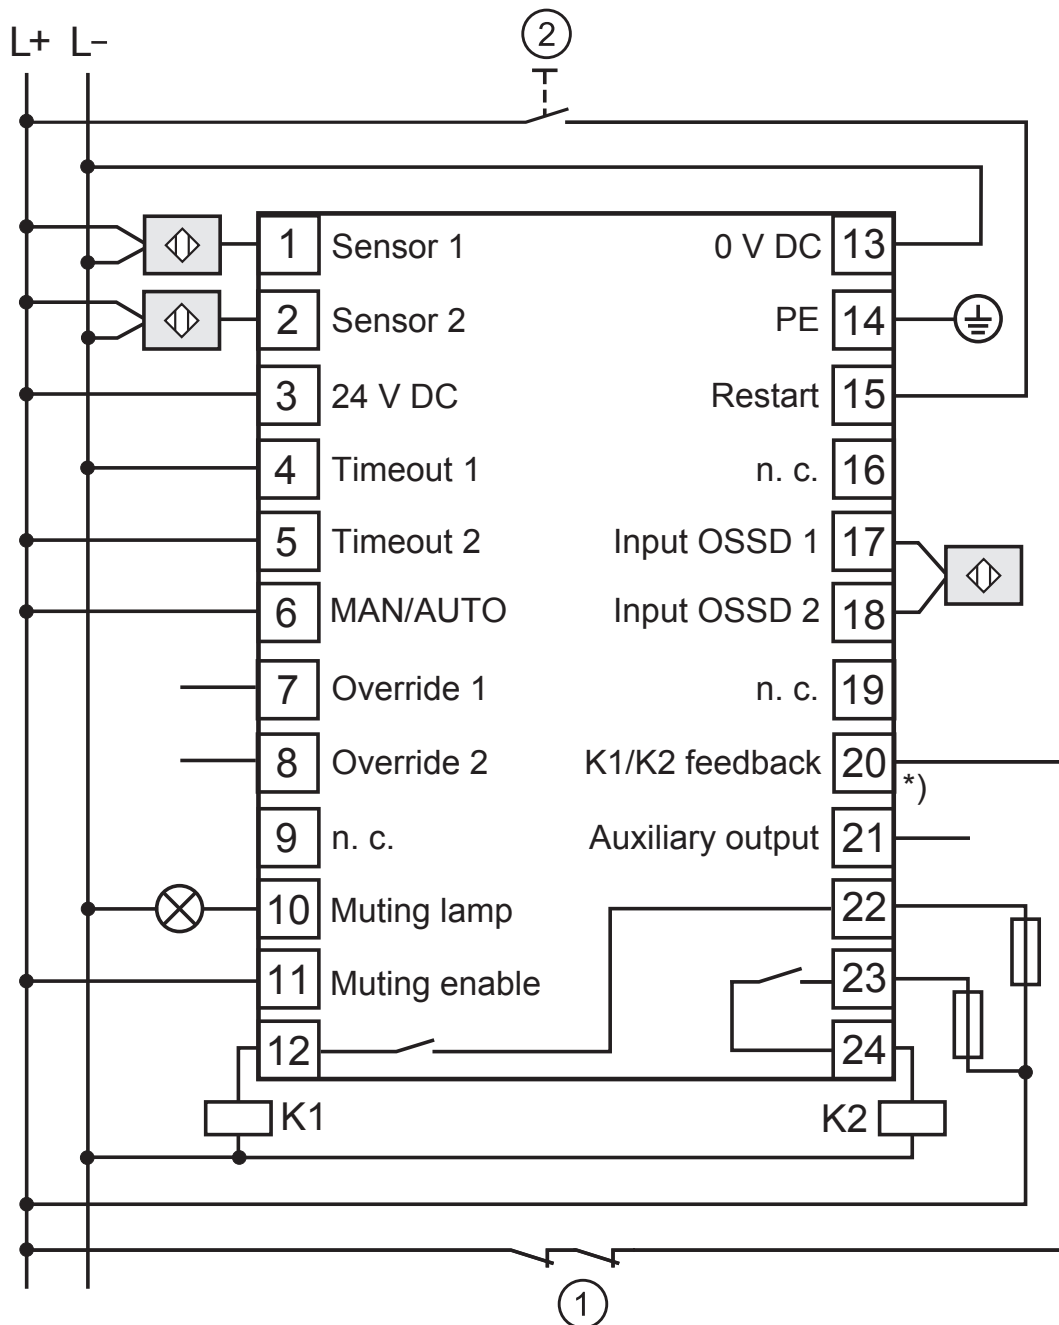 2
L+ L–
1 Sensor 1 0 V DC 13
2 Sensor 2 PE 14
3 24 V DC Restart 15
4 Timeout 1 n. c. 16
5 Timeout 2 Input OSSD 1 17
6 MAN/AUTO Input OSSD 2 18
7 Override 1 n. c. 19
8 Override 2 K1/K2 feedback 20
*)
9 n. c. Auxiliary output 21
10 Muting lamp 22
11 Muting enable 23
12 24
K1 K2
1